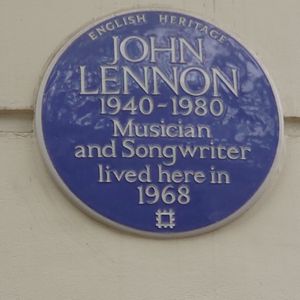 ENGLISH HERITAGE
JOHN
LENNON
1940-1980
Musician
and Songwriter
lived here in
1968